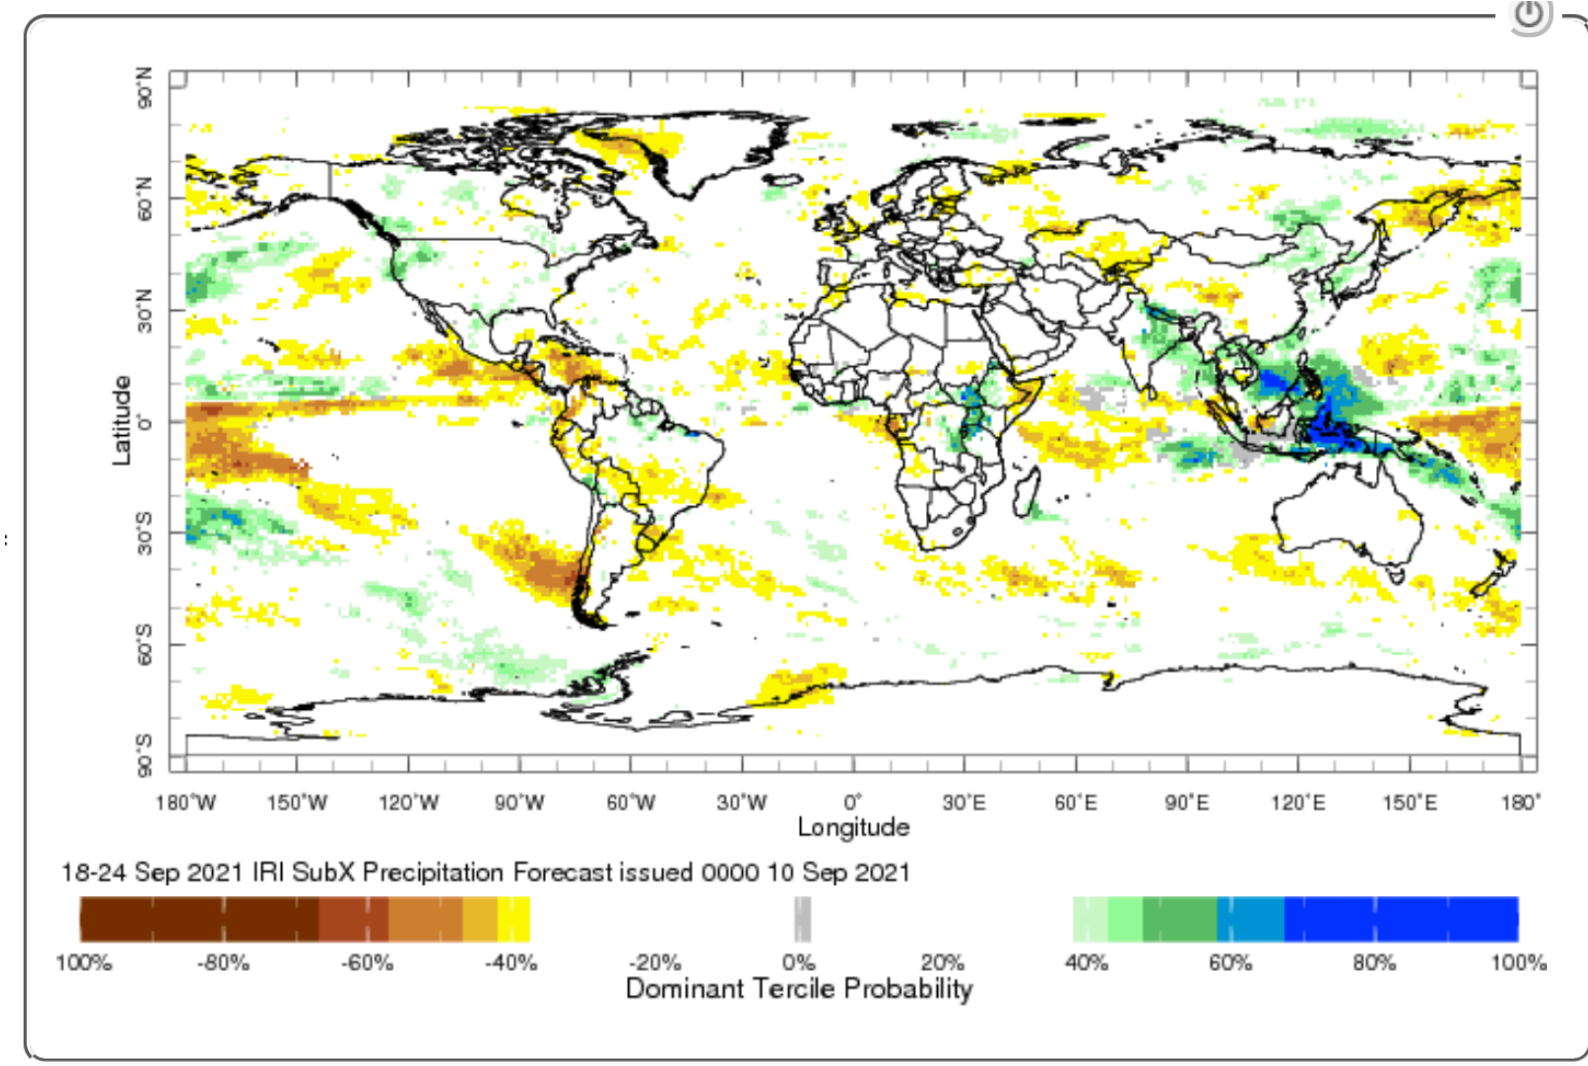 90°N
60°N
30°N
0°
30°S
60°S
90°S
Latitude
180°W 150°W 120°W 90°W 60°W 30°W 0° 30°E 60°E 90°E 120°E 150°E 180°
Longitude
18-24 Sep 2021 IRI SubX Precipitation Forecast issued 0000 10 Sep 2021
100% -80% -60% -40% -20% 0% 20% 40% 60% 80% 100%
Dominant Tercile Probability